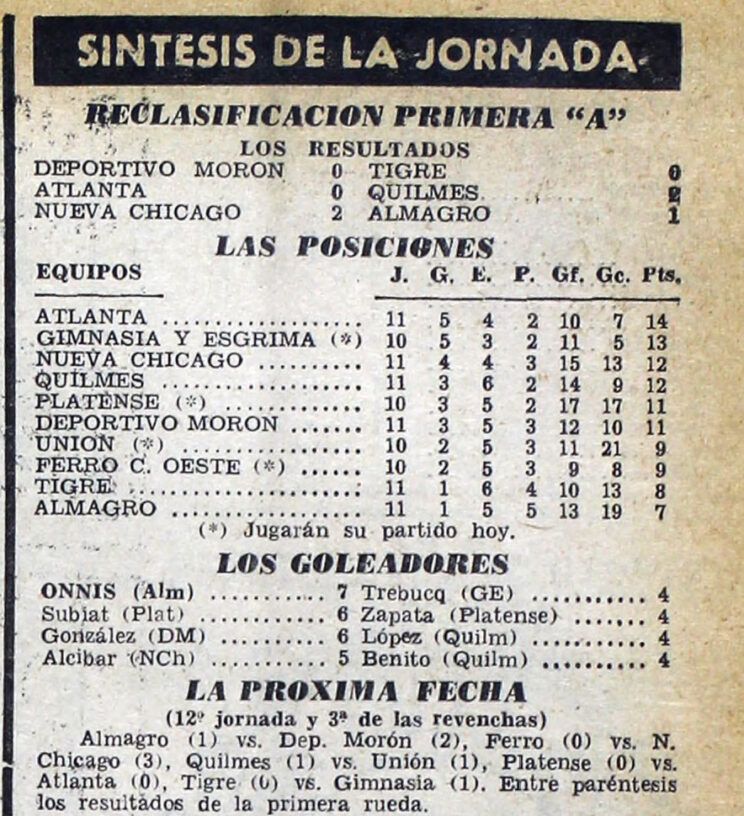 SINTESIS DE LA JORNADA
RECLASIFICACION PRIMERA "A"
LOS RESULTADOS
DEPORTIVO MORON 0 TIGRE 0
ATLANTA 0 QUILMES 2
NUEVA CHICAGO 2 ALMAGRO 1
LAS POSICIONES
EQUIPOS J. G. E. P. Gf. Gc. Pts.
ATLANTA .................... 11 5 4 2 10 7 14
GIMNASIA Y ESGRIMA (*) 10 5 3 2 11 5 13
NUEVA CHICAGO .......... 11 4 4 3 15 13 12
QUILMES .................... 11 3 6 2 14 9 12
PLATENSE (*) ............. 10 3 5 2 17 17 11
DEPORTIVO MORON ....... 11 3 5 3 12 10 11
UNION (*) .................. 10 2 5 3 11 21 9
FERRO C. OESTE (*) ...... 10 2 5 3 9 8 9
TIGRE ....................... 11 1 6 4 10 13 8
ALMAGRO ................... 11 1 5 5 13 19 7
(*) Jugarán su partido hoy.
LOS GOLEADORES
ONNIS (Alm) ........... 7 Trebucq (GE) ........... 4
Subiat (Plat) ........... 6 Zapata (Platense) ....... 4
González (DM) .......... 6 López (Quilm) .......... 4
Alcibar (NCh) ........... 5 Benito (Quilm) .......... 4
LA PROXIMA FECHA
(12ª jornada y 3ª de las revenchas)
Almagro (1) vs. Dep. Morón (2), Ferro (0) vs. N.
Chicago (3), Quilmes (1) vs. Unión (1), Platense (0) vs.
Atlanta (0), Tigre (0) vs. Gimnasia (1). Entre paréntesis
los resultados de la primera rueda.